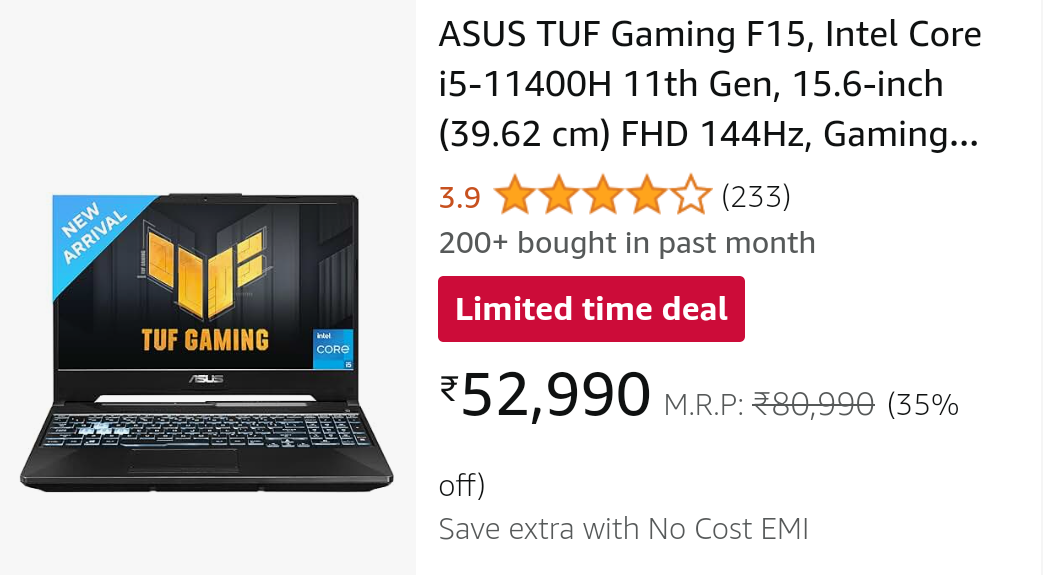 ASUS TUF Gaming F15, Intel Core
i5-11400H 11th Gen, 15.6-inch
(39.62 cm) FHD 144Hz, Gaming...
3.9 (233)
200+ bought in past month
Limited time deal
₹52,990 M.R.P: ₹80,990 (35%
off)
Save extra with No Cost EMI
NEW
ARRIVAL
TUF GAMING
intel
CORE
i5
ASUS